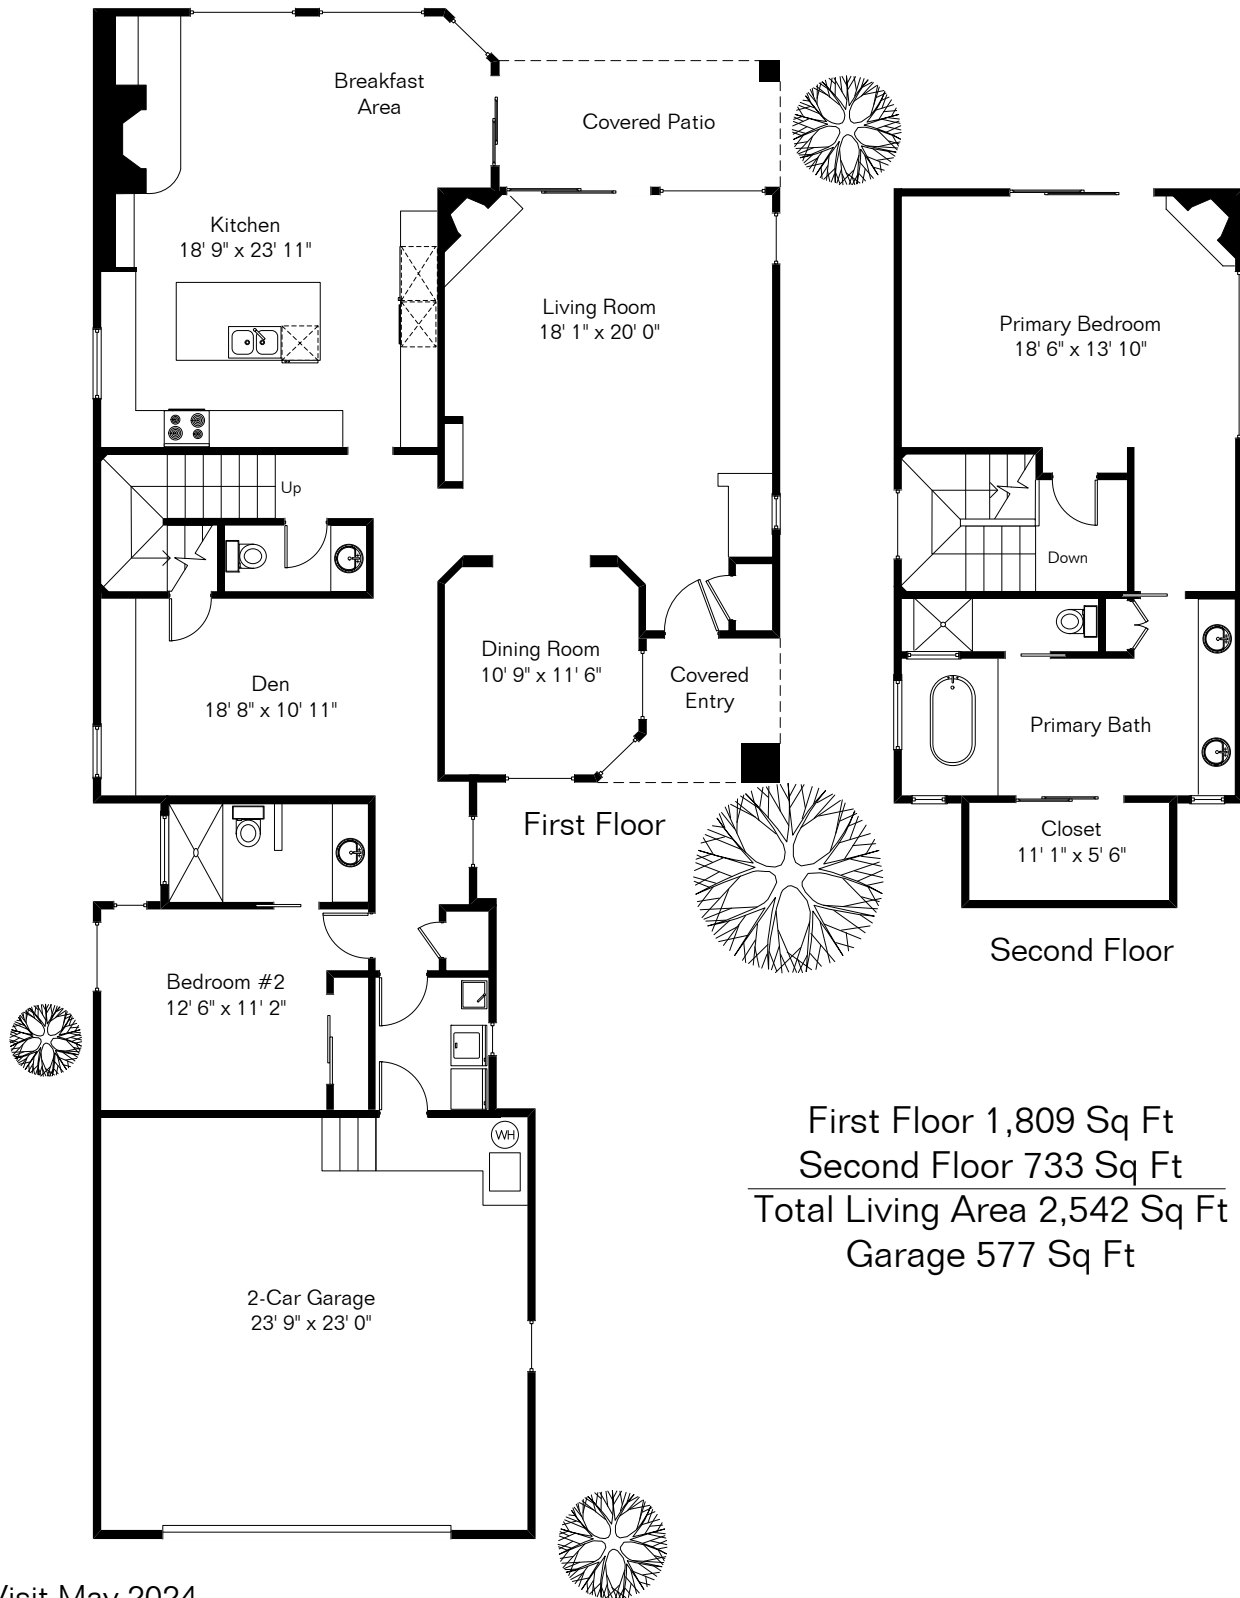 Breakfast
Area
Covered Patio
Kitchen
18' 9" x 23' 11"
Living Room
18' 1" x 20' 0"
Primary Bedroom
18' 6" x 13' 10"
Up
Down
Dining Room
10' 9" x 11' 6"
Den
18' 8" x 10' 11"
Covered
Entry
Primary Bath
First Floor
Closet
11' 1" x 5' 6"
Second Floor
Bedroom #2
12' 6" x 11' 2"
WH
First Floor 1,809 Sq Ft
Second Floor 733 Sq Ft
Total Living Area 2,542 Sq Ft
Garage 577 Sq Ft
2-Car Garage
23' 9" x 23' 0"
Visit May 2024